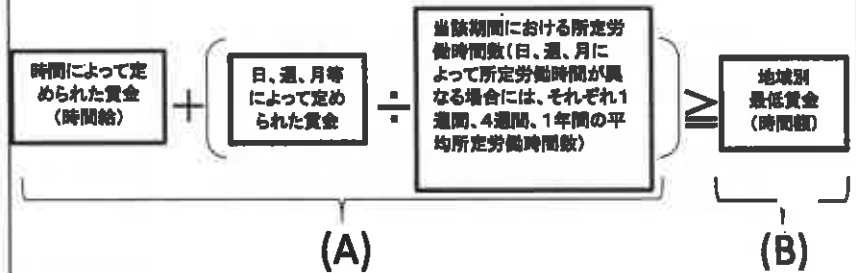 時間によって定
められた賃金
(時間給)
+
日、週、月等
によって定め
られた賃金
÷
当該期間における所定労
働時間数(日、週、月に
よって所定労働時間が異
なる場合には、それぞれ1
週間、4週間、1年間の平
均所定労働時間数)
≧
地域別
最低賃金
(時間額)
(A)
(B)